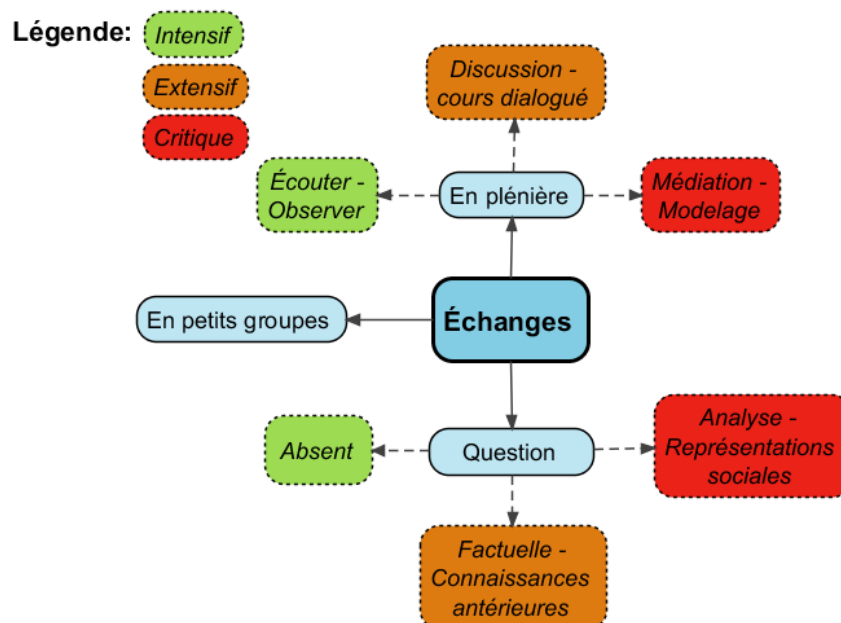 Légende:
Intensif
Extensif
Critique
Discussion -
cours dialogué
Écouter -
Observer
En plénière
Médiation -
Modelage
En petits groupes
Échanges
Absent
Question
Analyse -
Représentations
sociales
Factuelle -
Connaissances
antérieures